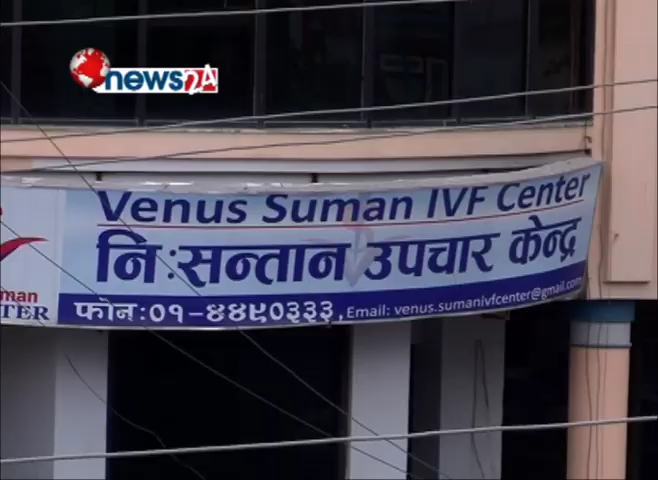 news24
Venus Suman IVF Center
नि:सन्तान उपचार केन्द्र
फोन:०१-४४९०३३३, Email: venus.sumanivfcenter@gmail.com
man
TER